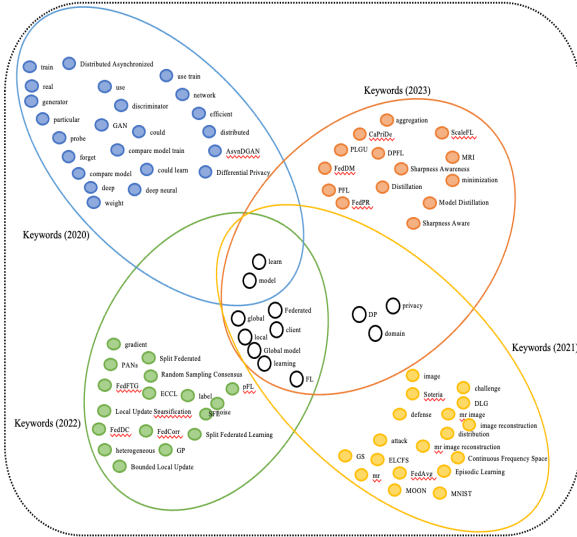 train
Distributed Asynchronized
real
use
use train
generator
discriminator
network
particular
GAN
efficient
probe
could
distributed
forget
compare model train
AsynDGAN
compare model
could learn
Differential Privacy
deep
deep neural
weight
Keywords (2020)
Keywords (2023)
aggregation
CaPriDe
ScaleFL
PLGU
DPFL
MRI
FedDM
Sharpness Awareness
minimization
PFL
Distillation
FedPR
Model Distillation
Sharpness Aware
learn
model
global
Federated
local
client
Global model
learning
FL
privacy
DP
domain
Keywords (2021)
Keywords (2022)
gradient
Split Federated
PANs
Random Sampling Consensus
FedFTG
ECCL
label
pFL
Local Update Sparsification
SFL
noise
FedDC
FedCorr
Split Federated Learning
heterogeneous
GP
Bounded Local Update
image
Soteria
challenge
DLG
defense
mr image
image reconstruction
distribution
attack
mr image reconstruction
GS
ELCFS
Continuous Frequency Space
mr
FedAvg
Episodic Learning
MOON
MNIST